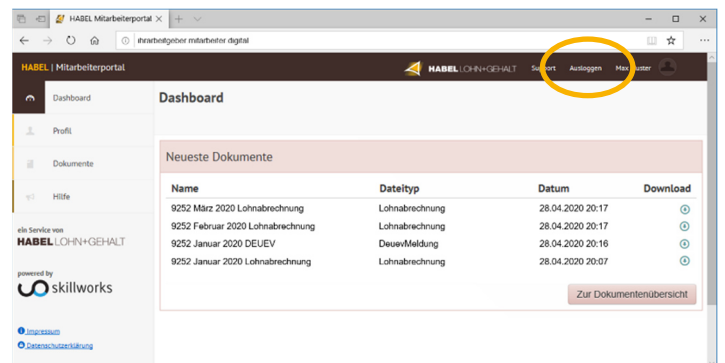 HABEL Mitarbeiterportal
ihrarbeitgeber mitarbeiter digital
HABEL | Mitarbeiterportal
HABEL LOHN+GEHALT
Support
Ausloggen
Max Muster
Dashboard
Profil
Dokumente
Hilfe
ein Service von
HABEL LOHN+GEHALT
powered by
skillworks
Impressum
Datenschutzerklärung
Dashboard
Neueste Dokumente
Name Dateityp Datum Download
9252 März 2020 Lohnabrechnung Lohnabrechnung 28.04.2020 20:17
9252 Februar 2020 Lohnabrechnung Lohnabrechnung 28.04.2020 20:17
9252 Januar 2020 DEUEV DeuevMeldung 28.04.2020 20:16
9252 Januar 2020 Lohnabrechnung Lohnabrechnung 28.04.2020 20:07
Zur Dokumentenübersicht